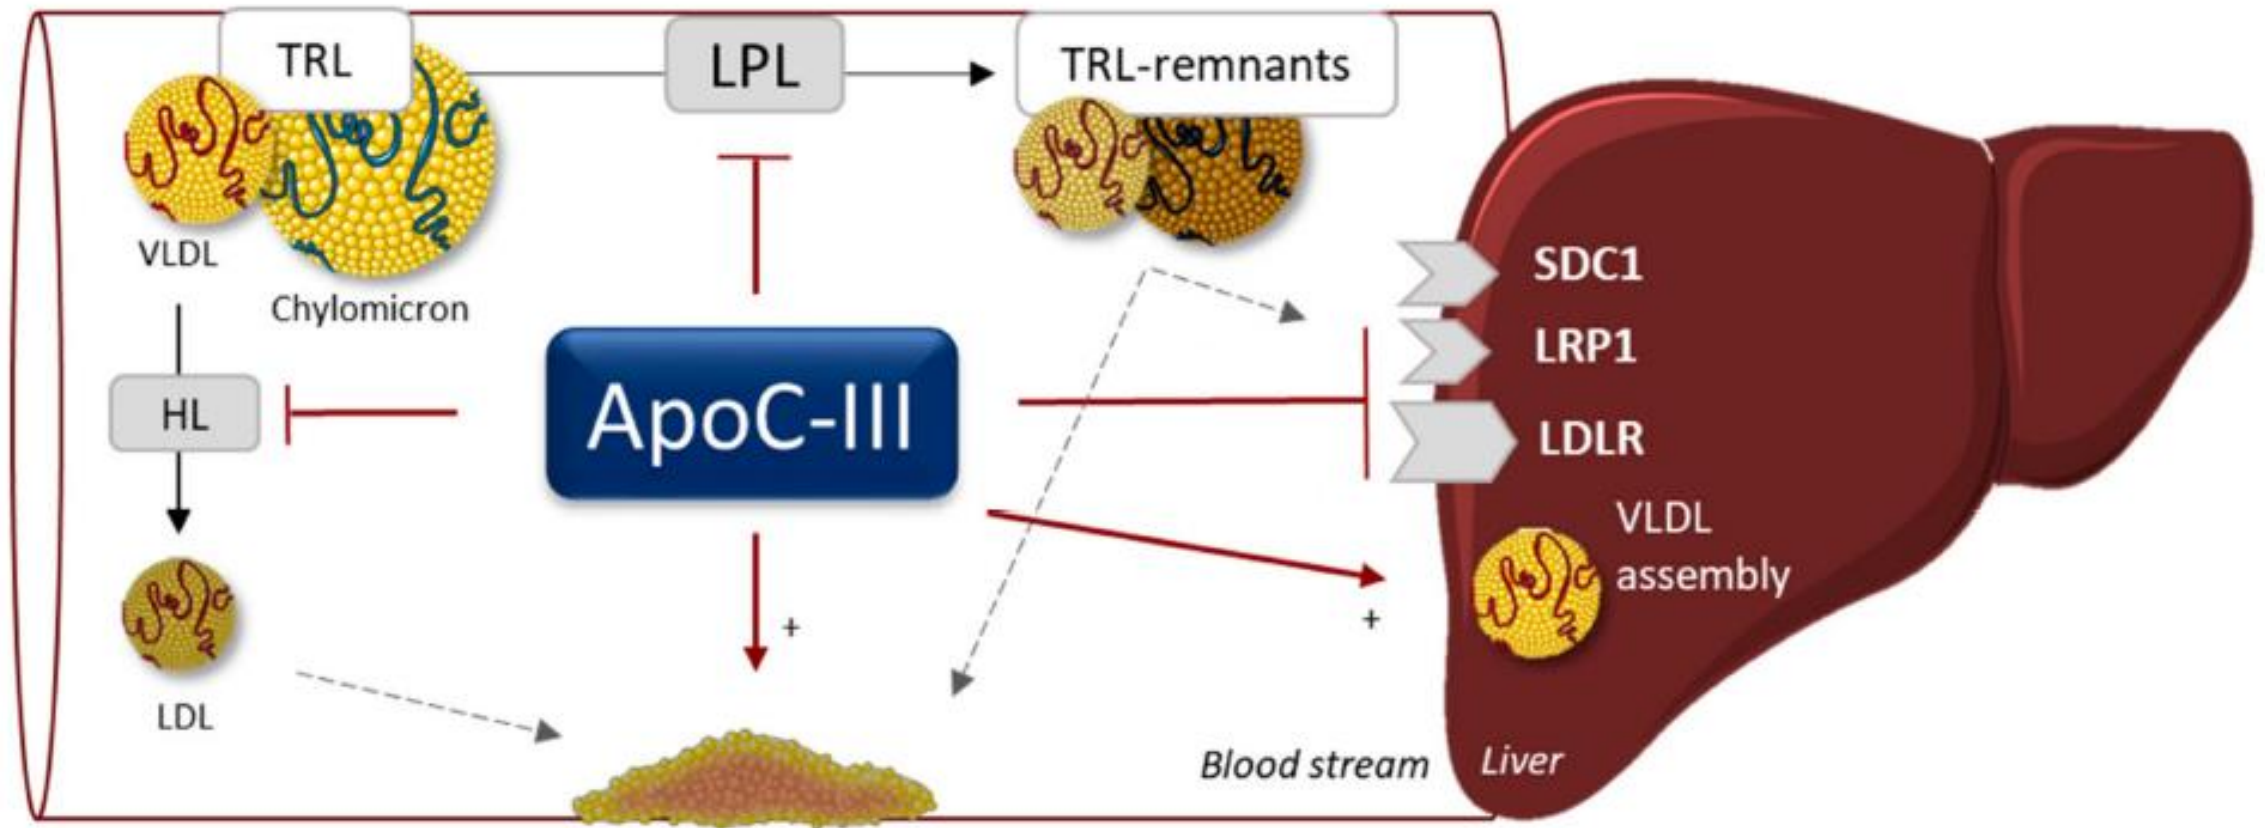 TRL
LPL
TRL-remnants
VLDL
Chylomicron
SDC1
LRP1
HL
ApoC-III
LDLR
VLDL
assembly
+
+
LDL
Blood stream
Liver